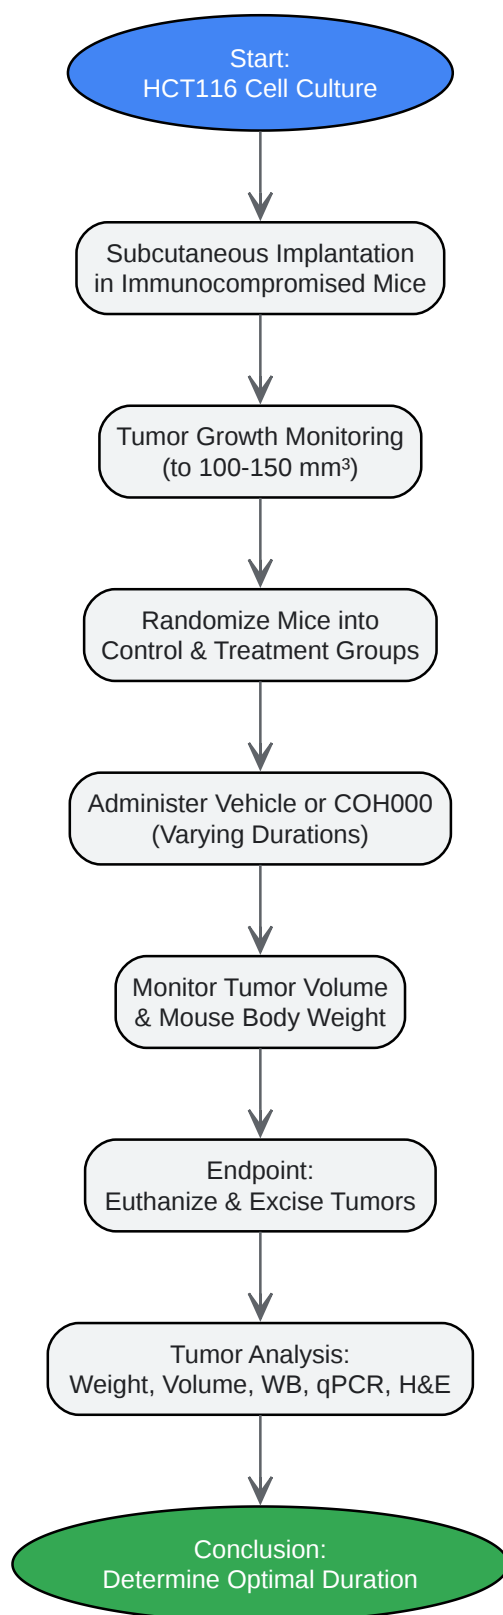 Start:
HCT116 Cell Culture
Subcutaneous Implantation
in Immunocompromised Mice
Tumor Growth Monitoring
(to 100-150 mm³)
Randomize Mice into
Control & Treatment Groups
Administer Vehicle or COH000
(Varying Durations)
Monitor Tumor Volume
& Mouse Body Weight
Endpoint:
Euthanize & Excise Tumors
Tumor Analysis:
Weight, Volume, WB, qPCR, H&E
Conclusion:
Determine Optimal Duration